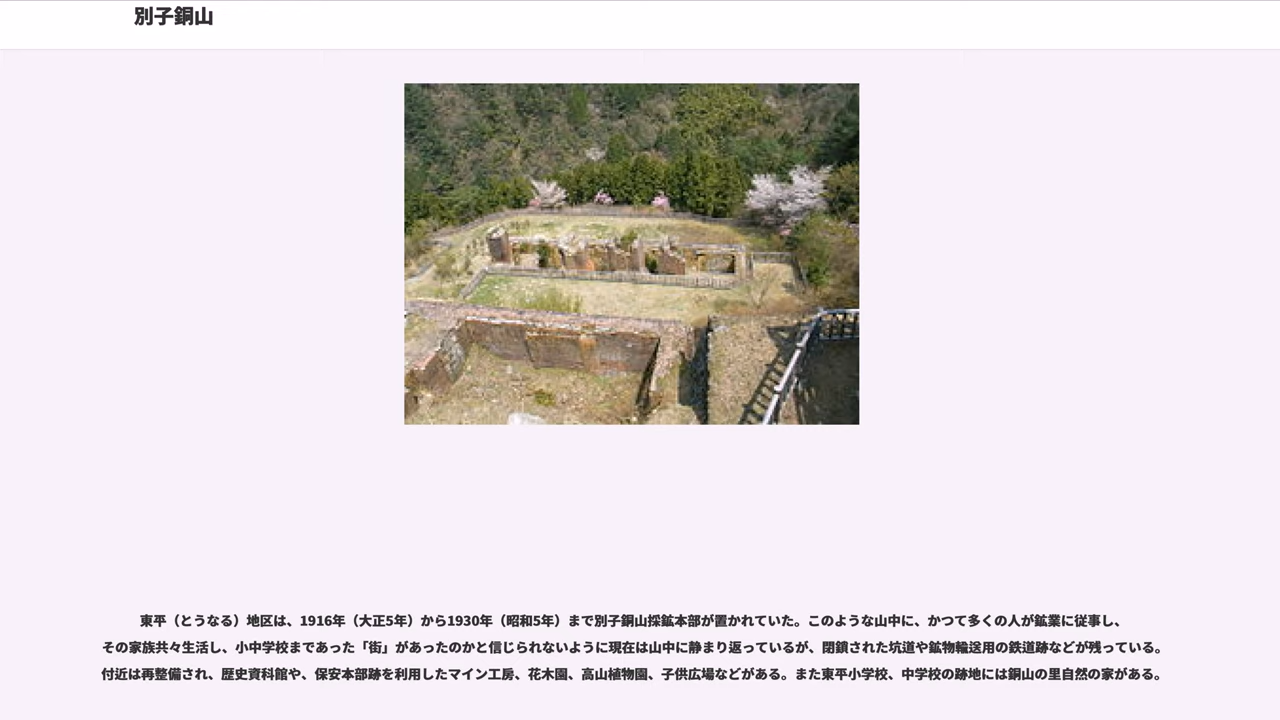 別子銅山
東平（とうなる）地区は、1916年（大正5年）から1930年（昭和5年）まで別子銅山採鉱本部が置かれていた。このような山中に、かつて多くの人が鉱業に従事し、
その家族共々生活し、小中学校まであった「街」があったのかと信じられないように現在は山中に静まり返っているが、閉鎖された坑道や鉱物輸送用の鉄道跡などが残っている。
付近は再整備され、歴史資料館や、保安本部跡を利用したマイン工房、花木園、高山植物園、子供広場などがある。また東平小学校、中学校の跡地には銅山の里自然の家がある。